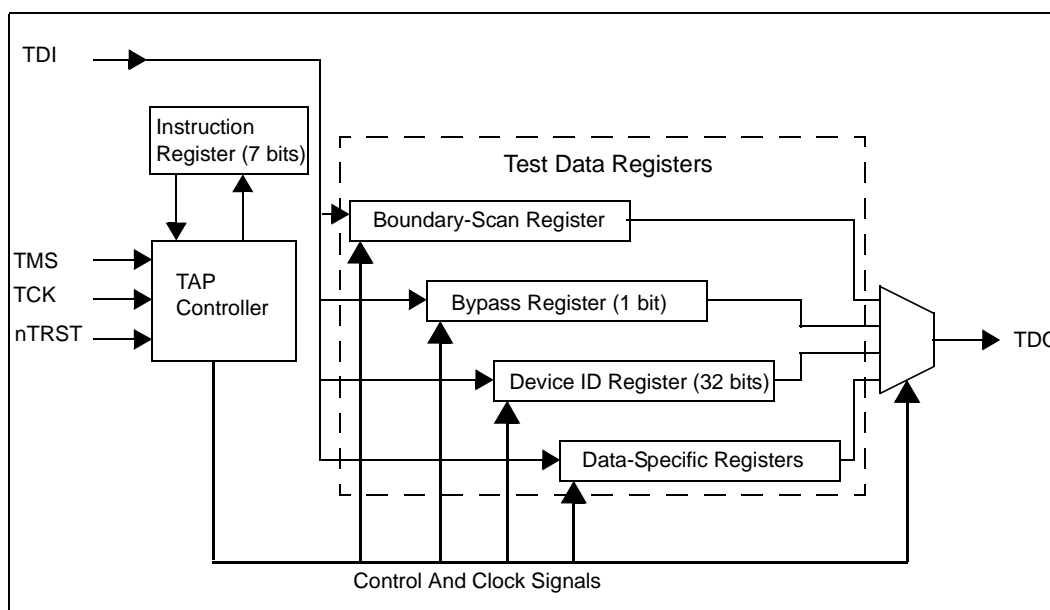 TDI
Instruction
Register (7 bits)
Test Data Registers
Boundary-Scan Register
TMS
TAP
Controller
TCK
nTRST
Bypass Register (1 bit)
TDO
Device ID Register (32 bits)
Data-Specific Registers
Control And Clock Signals